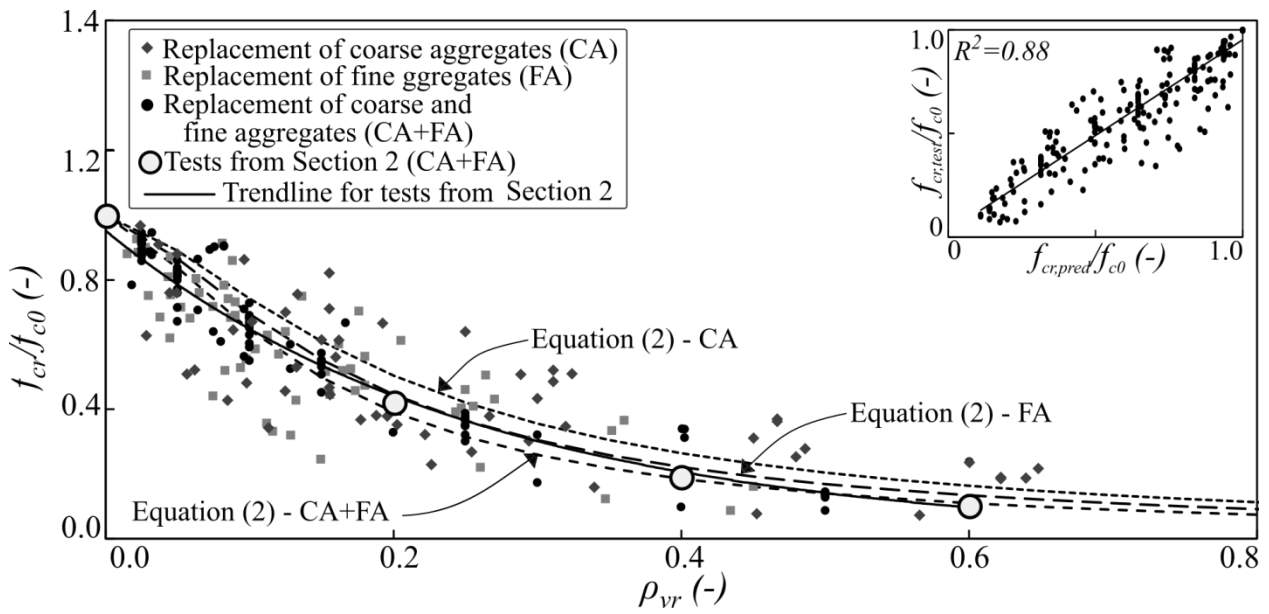 1.4
1.2
0.8
0.4
0.0
f_cr/f_c0 (-)
Replacement of coarse aggregates (CA)
Replacement of fine ggregates (FA)
Replacement of coarse and
fine aggregates (CA+FA)
Tests from Section 2 (CA+FA)
Trendline for tests from Section 2
1.0
R²=0.88
f_cr,test/f_c0 (-)
0
0
1.0
f_cr,pred/f_c0 (-)
Equation (2) - CA
Equation (2) - FA
Equation (2) - CA+FA
0.0
0.2
0.4
0.6
0.8
ρ_vr (-)